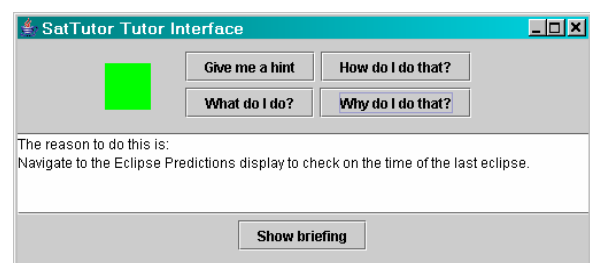 SatTutor Tutor Interface
Give me a hint
How do I do that?
What do I do?
Why do I do that?
The reason to do this is:
Navigate to the Eclipse Predictions display to check on the time of the last eclipse.
Show briefing